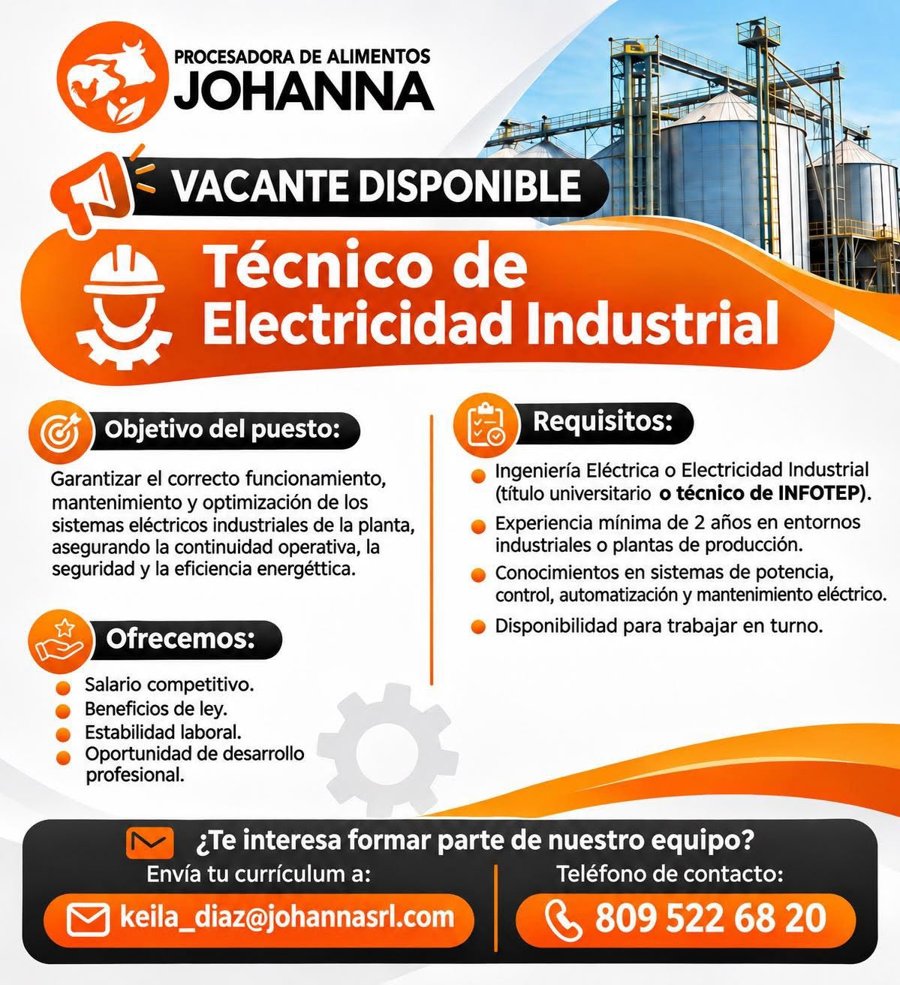 PROCESADORA DE ALIMENTOS
JOHANNA
VACANTE DISPONIBLE
Técnico de
Electricidad Industrial
Objetivo del puesto:
Garantizar el correcto funcionamiento,
mantenimiento y optimización de los
sistemas eléctricos industriales de la planta,
asegurando la continuidad operativa, la
seguridad y la eficiencia energéttica.
Ofrecemos:
Salario competitivo.
Beneficios de ley.
Estabilidad laboral.
Oportunidad de desarrollo
profesional.
Requisitos:
Ingeniería Eléctrica o Electricidad Industrial
(título universitario o técnico de INFOTEP).
Experiencia mínima de 2 años en entornos
industriales o plantas de producción.
Conocimientos en sistemas de potencia,
control, automatización y mantenimiento eléctrico.
Disponibilidad para trabajar en turno.
¿Te interesa formar parte de nuestro equipo?
Envía tu currículum a:
keila_diaz@johannasrl.com
Teléfono de contacto:
809 522 68 20